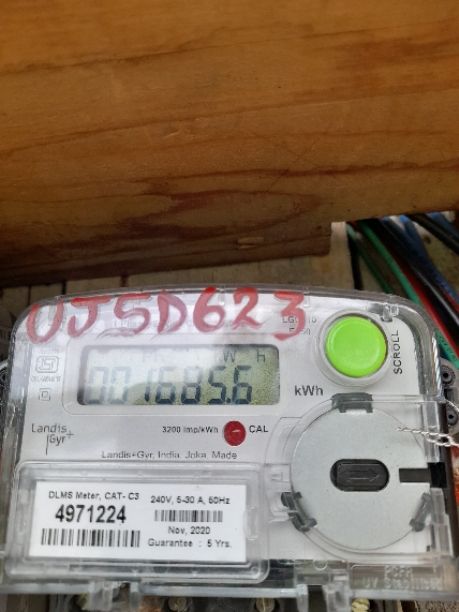 UJSD623
W h
001685.6
kWh
SCROLL
3200 imp/kWh
CAL
Landis
Gyr+
Landis+Gyr, India, Joka, Made
DLMS Meter, CAT- C3
240V, 5-30 A, 50Hz
4971224
Nov, 2020
Guarantee : 5 Yrs.